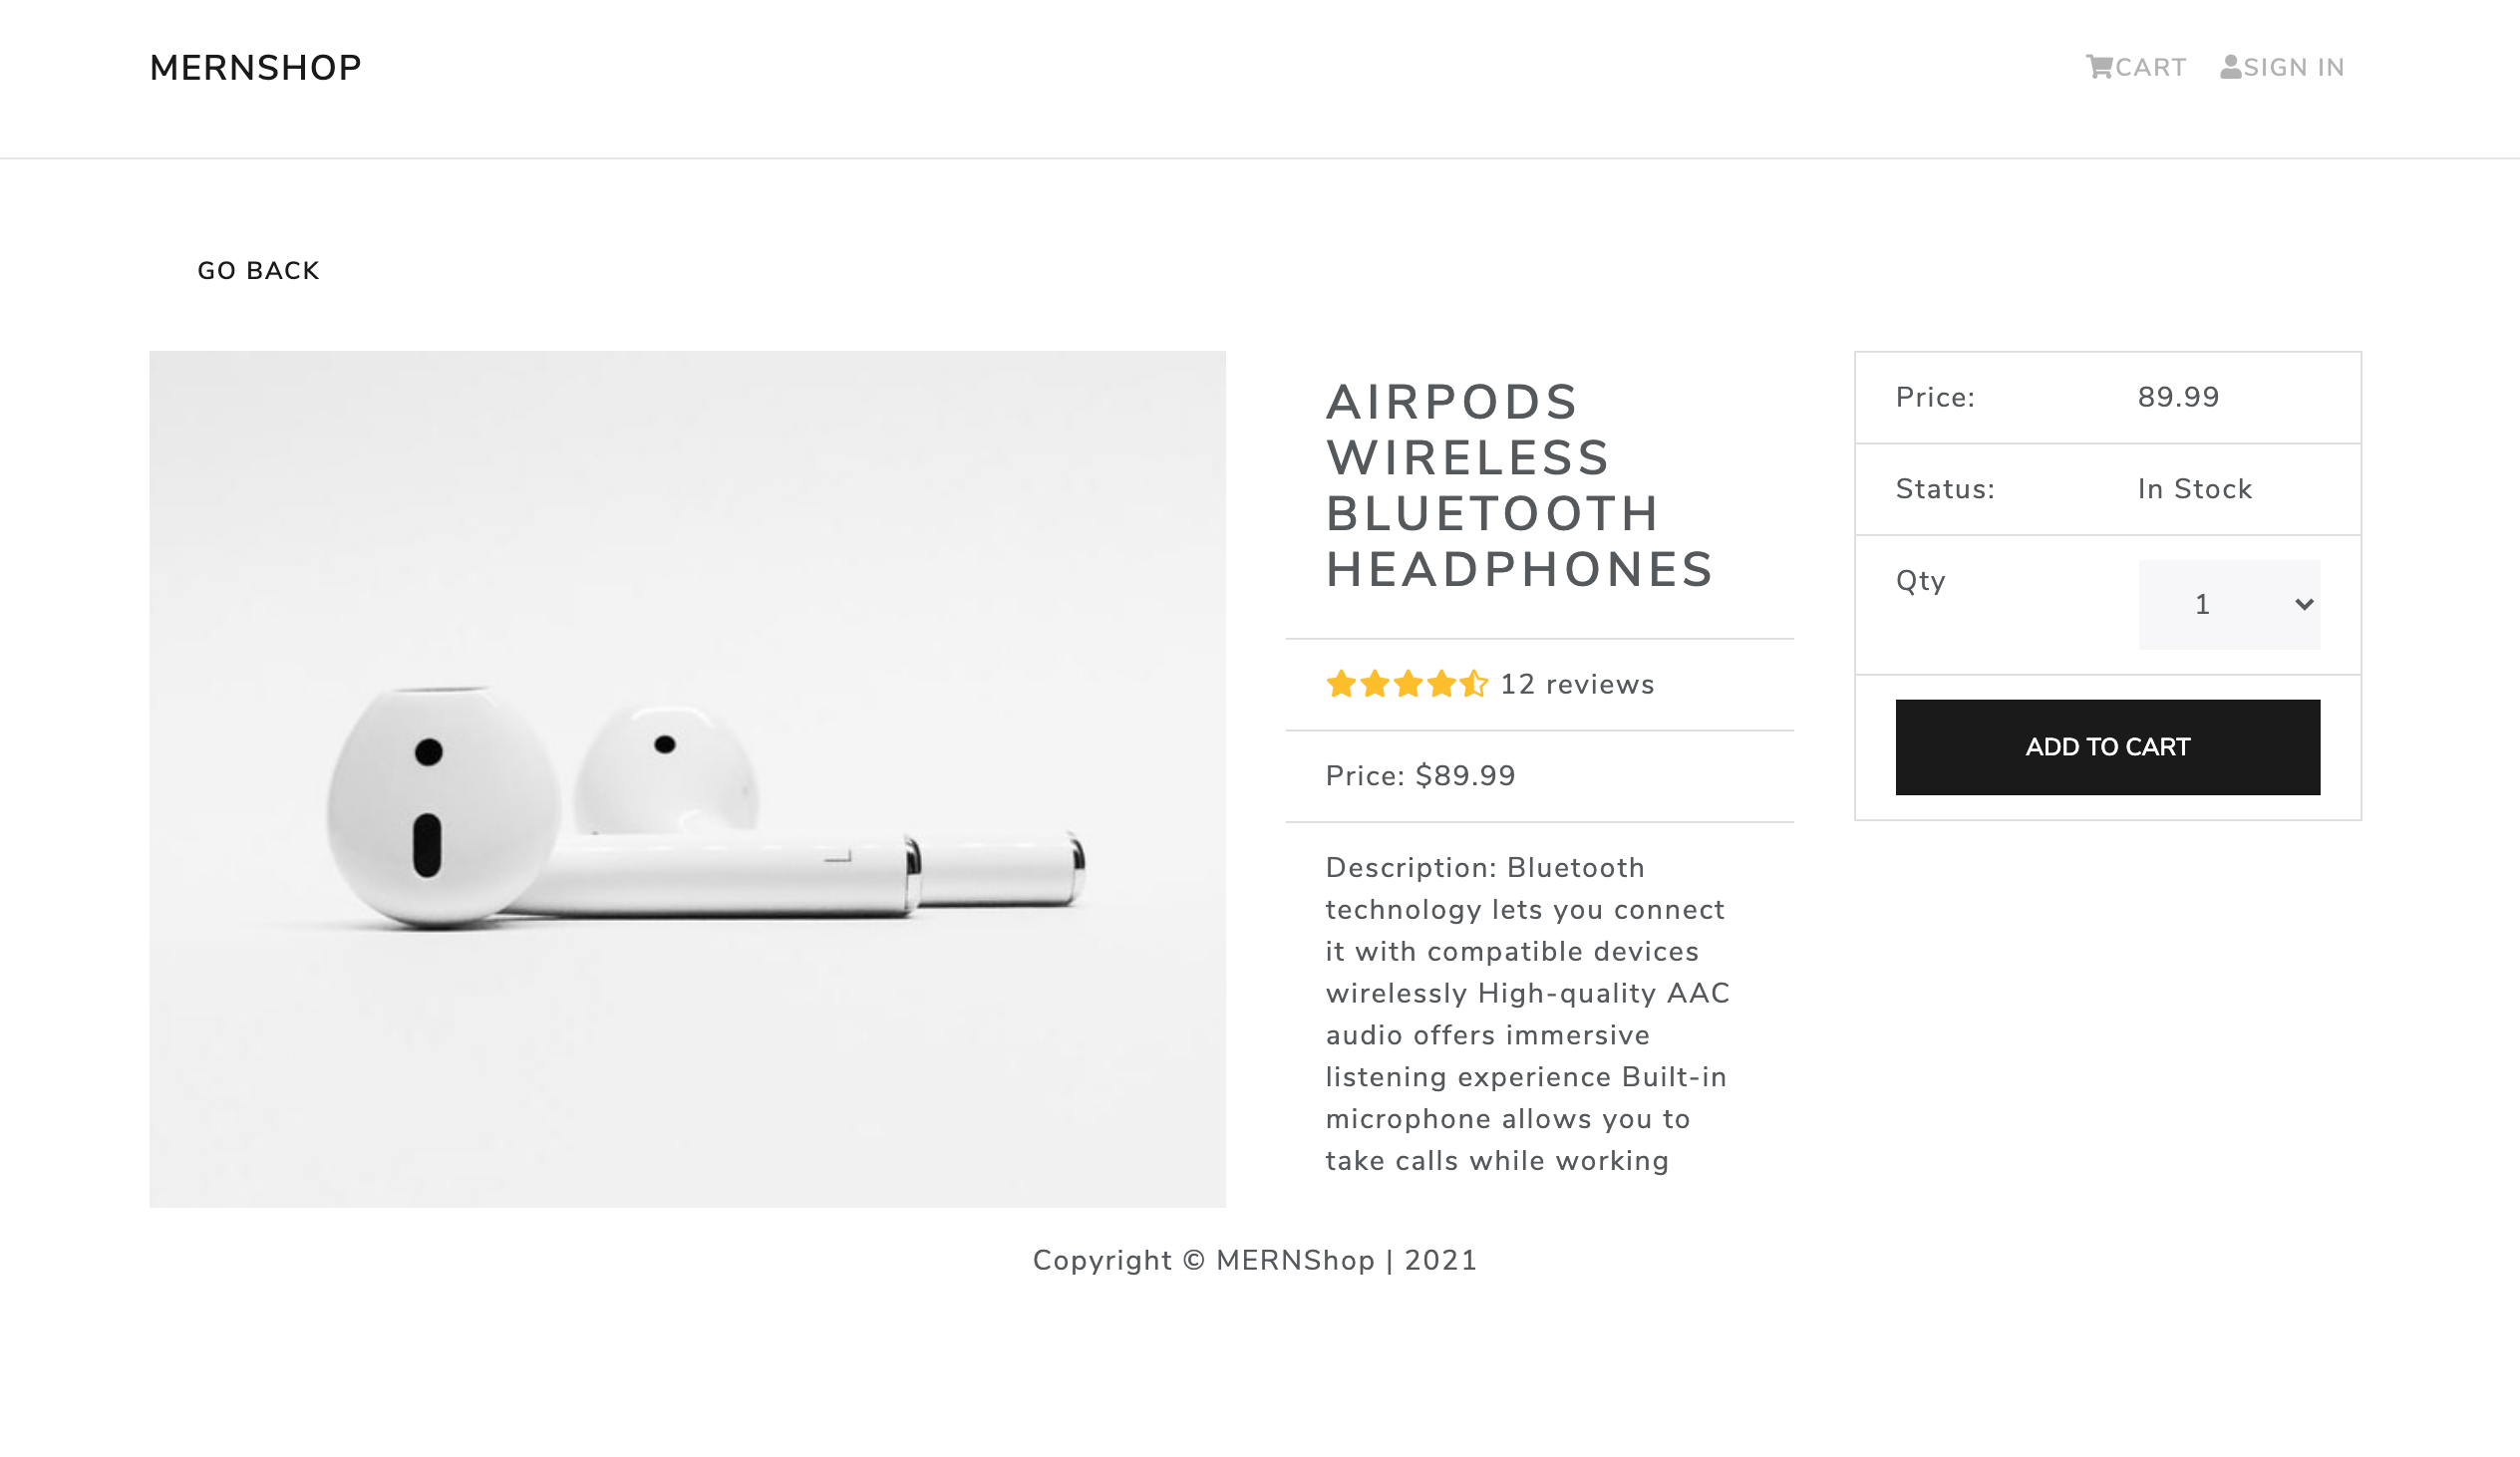 MERNSHOP
CART
SIGN IN
GO BACK
AIRPODS
WIRELESS
BLUETOOTH
HEADPHONES
12 reviews
Price: $89.99
Description: Bluetooth
technology lets you connect
it with compatible devices
wirelessly High-quality AAC
audio offers immersive
listening experience Built-in
microphone allows you to
take calls while working
Price: 89.99
Status: In Stock
Qty 1
ADD TO CART
Copyright © MERNShop | 2021